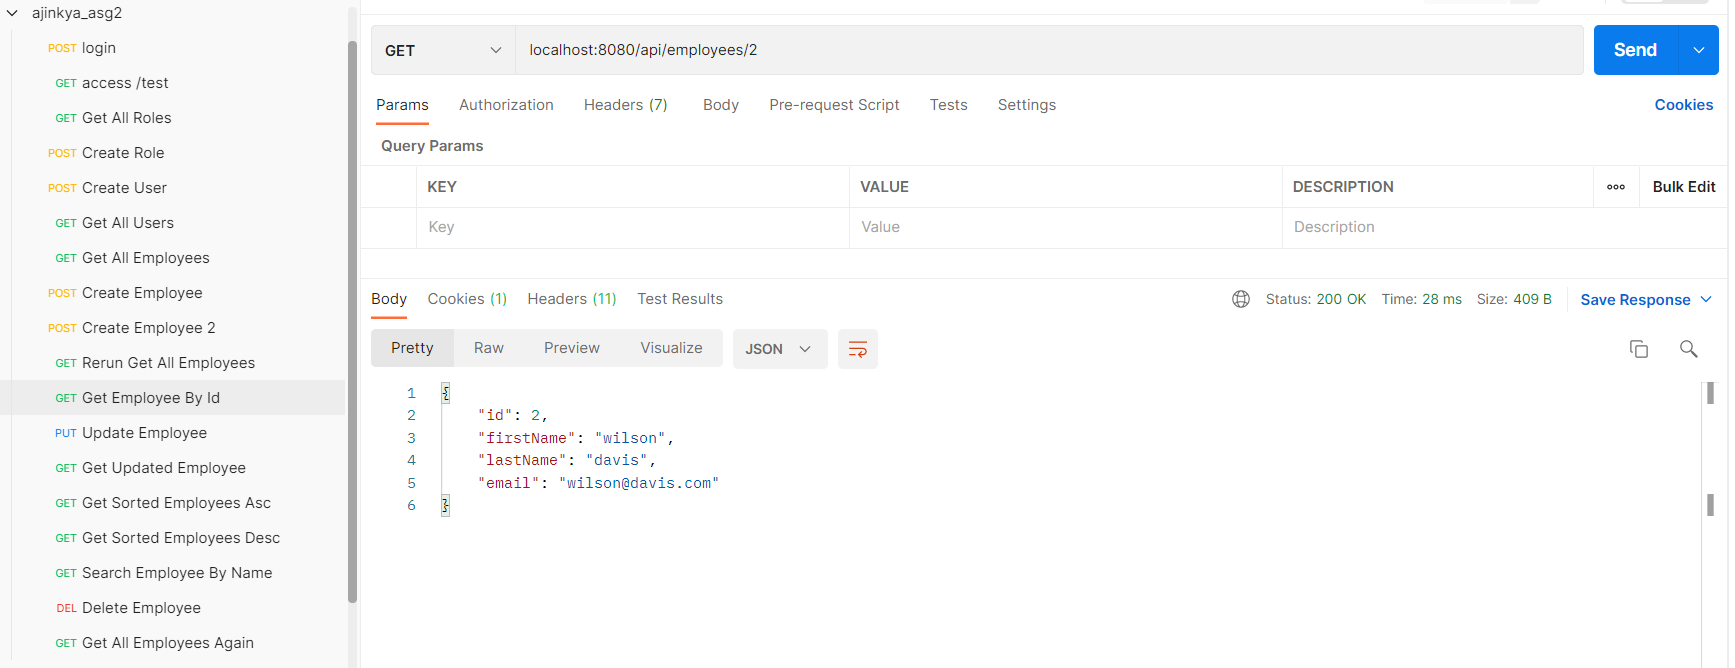 ajinkya_asg2
POST login
GET access /test
GET Get All Roles
POST Create Role
POST Create User
GET Get All Users
GET Get All Employees
POST Create Employee
POST Create Employee 2
GET Rerun Get All Employees
GET Get Employee By Id
PUT Update Employee
GET Get Updated Employee
GET Get Sorted Employees Asc
GET Get Sorted Employees Desc
GET Search Employee By Name
DEL Delete Employee
GET Get All Employees Again
GET localhost:8080/api/employees/2 Send
Params Authorization Headers (7) Body Pre-request Script Tests Settings Cookies
Query Params
KEY VALUE DESCRIPTION Bulk Edit
Key Value Description
Body Cookies (1) Headers (11) Test Results Status: 200 OK Time: 28 ms Size: 409 B Save Response
Pretty Raw Preview Visualize JSON
1 {
2 "id": 2,
3 "firstName": "wilson",
4 "lastName": "davis",
5 "email": "wilson@davis.com"
6 }